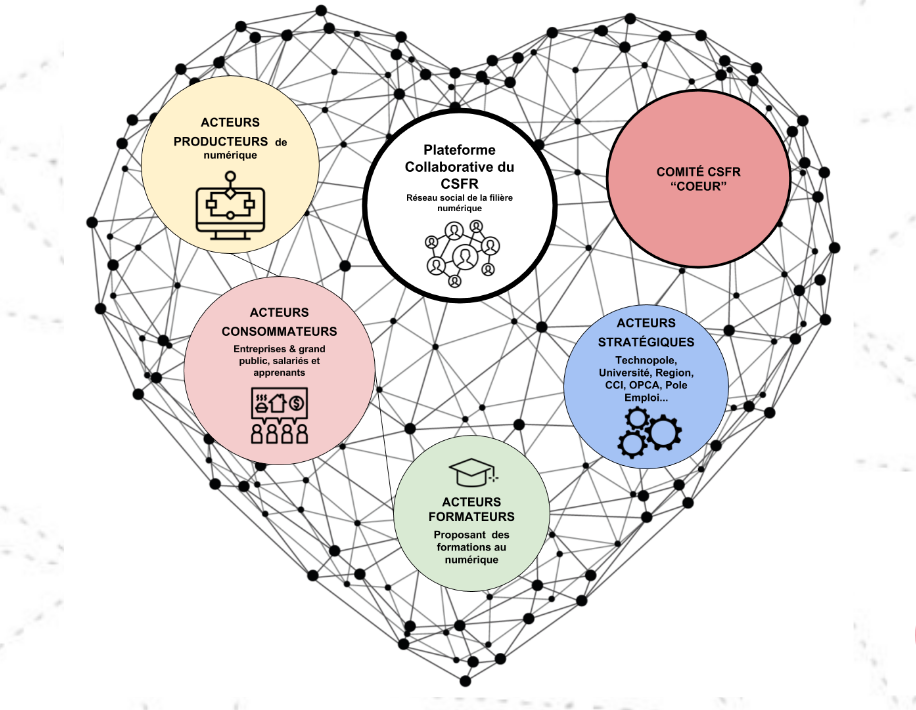 ACTEURS
PRODUCTEURS de
numérique
Plateforme
Collaborative du
CSFR
Réseau social de la filière
numérique
COMITÉ CSFR
“COEUR”
ACTEURS
CONSOMMATEURS
Entreprises & grand
public, salariés et
apprenants
$
ACTEURS
STRATÉGIQUES
Technopole,
Université, Region,
CCI, OPCA, Pole
Emploi...
ACTEURS
FORMATEURS
Proposant des
formations au
numérique